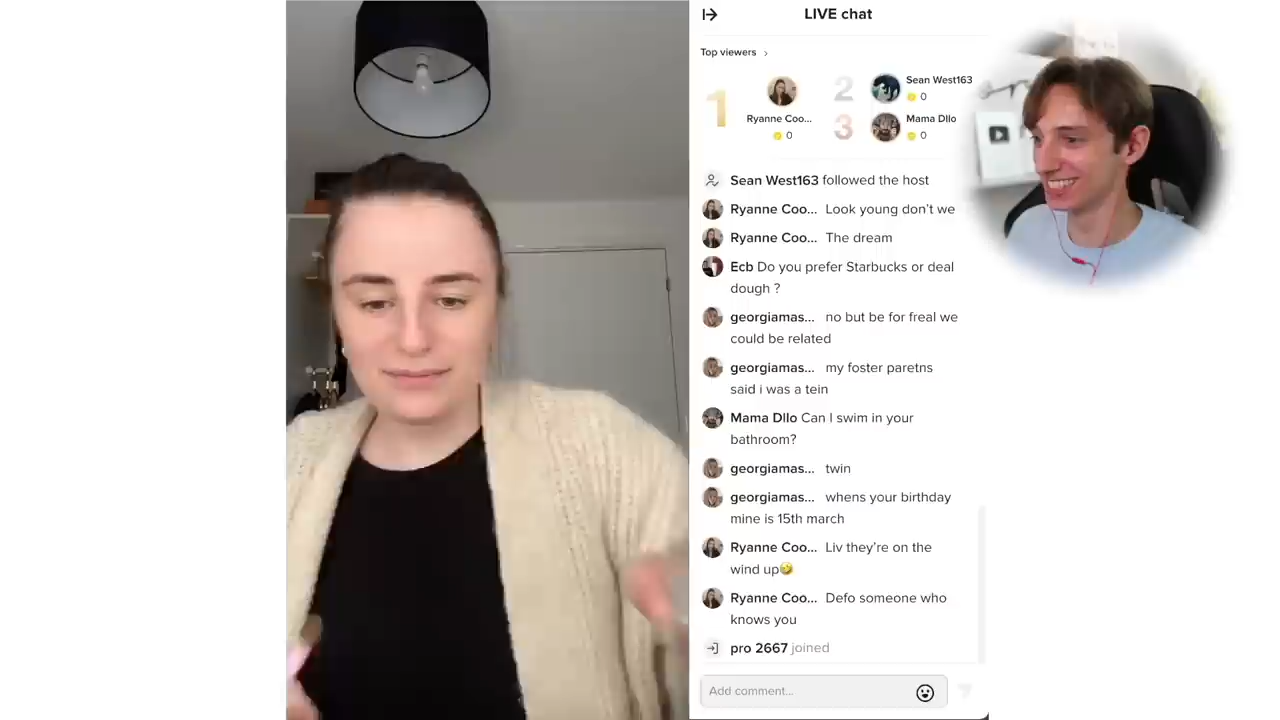 LIVE chat
Top viewers
1
Ryanne Coo...
0
2
Sean West163
0
3
Mama Dllo
0
Sean West163 followed the host
Ryanne Coo... Look young don't we
Ryanne Coo... The dream
Ecb Do you prefer Starbucks or deal
dough ?
georgiamas... no but be for freal we
could be related
georgiamas... my foster paretns
said i was a tein
Mama Dllo Can I swim in your
bathroom?
georgiamas... twin
georgiamas... whens your birthday
mine is 15th march
Ryanne Coo... Liv they're on the
wind up🤣
Ryanne Coo... Defo someone who
knows you
pro 2667 joined
Add comment...